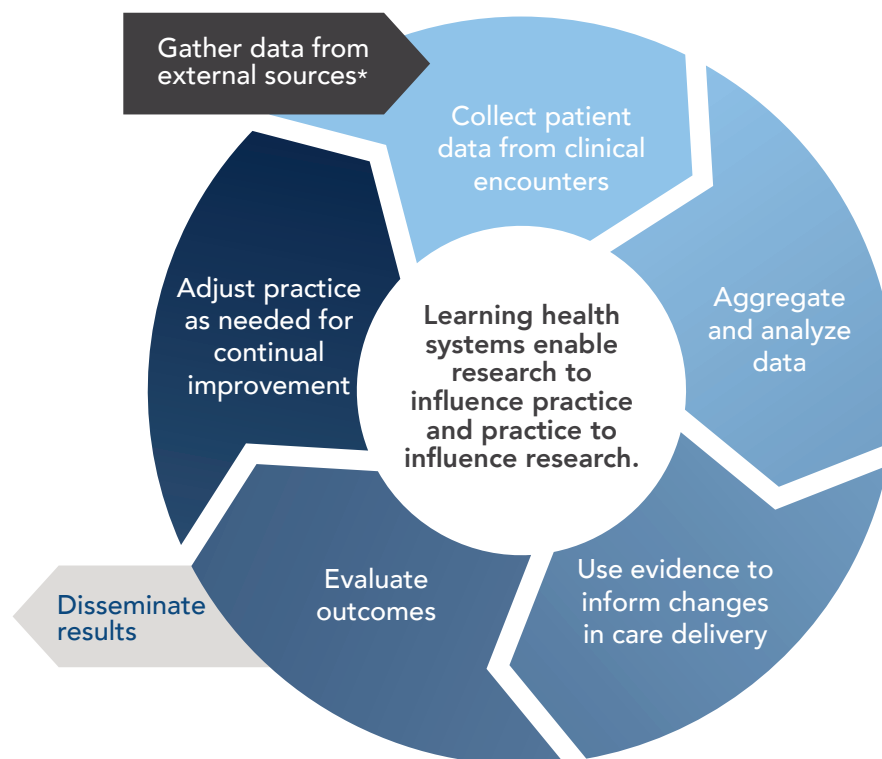 Gather data from
external sources*
Collect patient
data from clinical
encounters
Aggregate
and analyze
data
Use evidence to
inform changes
in care delivery
Evaluate
outcomes
Disseminate
results
Adjust practice
as needed for
continual
improvement
Learning health
systems enable
research to
influence practice
and practice to
influence research.